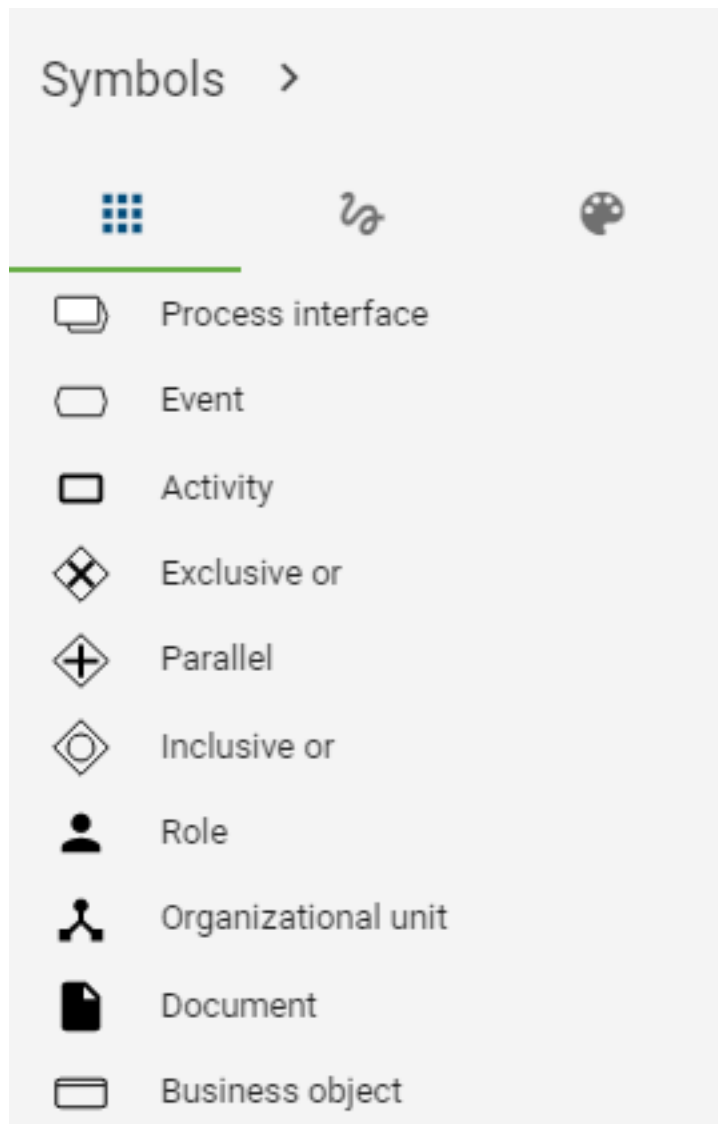 Symbols
Process interface
Event
Activity
Exclusive or
Parallel
Inclusive or
Role
Organizational unit
Document
Business object